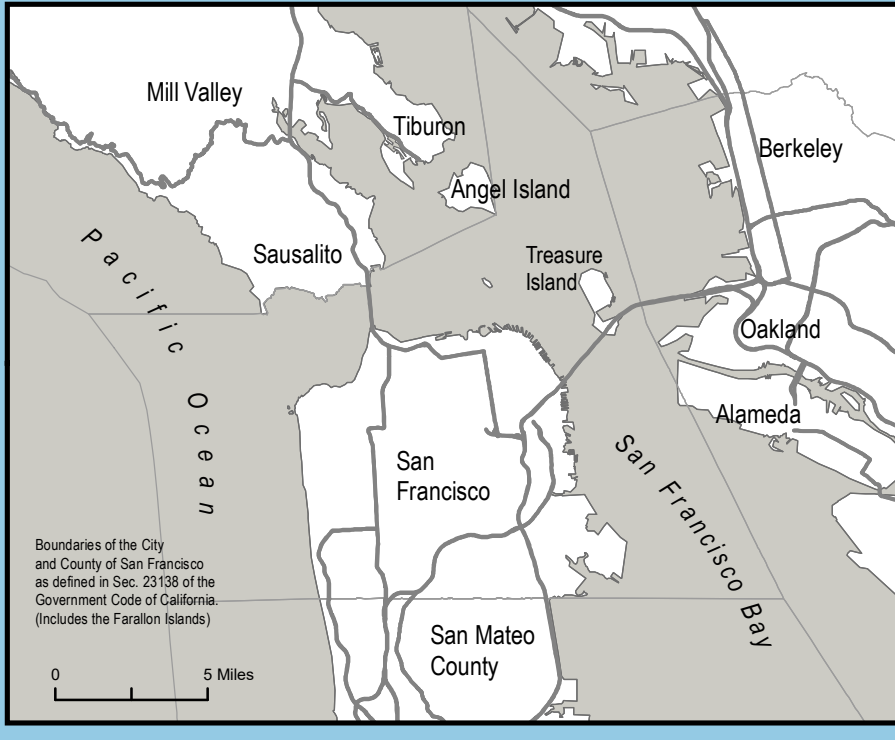 Mill Valley
Tiburon
Berkeley
Angel Island
Sausalito
Treasure
Island
Pacific Ocean
Oakland
Alameda
San
Francisco
San Francisco Bay
Boundaries of the City
and County of San Francisco
as defined in Sec. 23138 of the
Government Code of California.
(Includes the Farallon Islands)
San Mateo
County
0 5 Miles